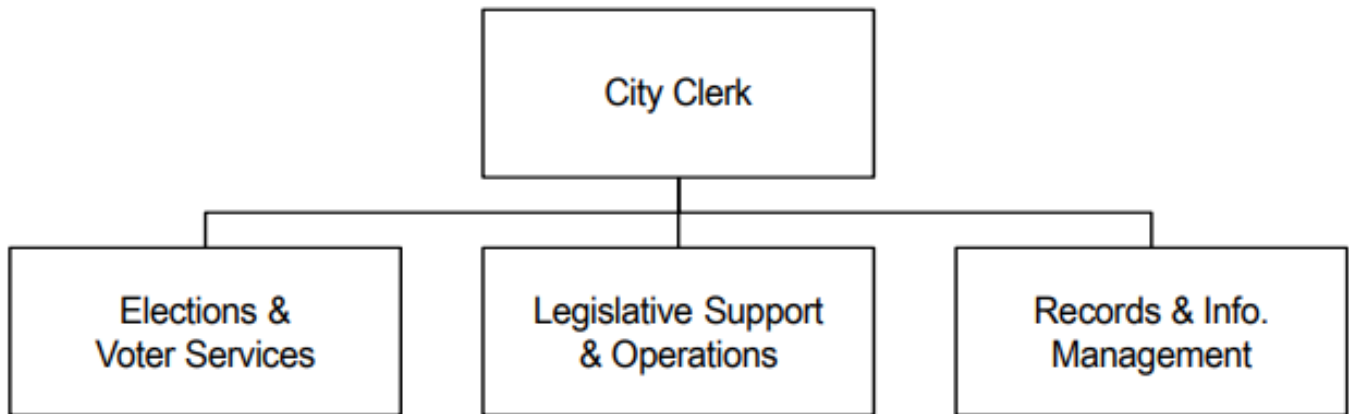 City Clerk
Elections &
Voter Services
Legislative Support
& Operations
Records & Info.
Management